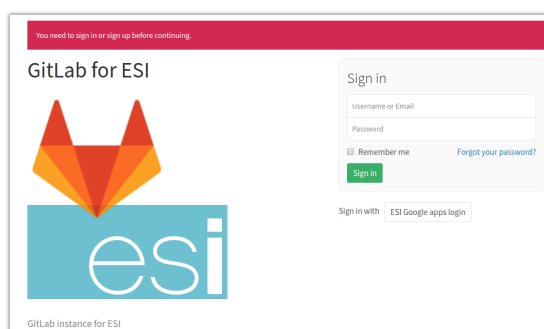 You need to sign in or sign up before continuing.
GitLab for ESI
esi
GitLab instance for ESI
Sign in
Username or Email
Password
Remember me
Forgot your password?
Sign in
Sign in with
ESI Google apps login